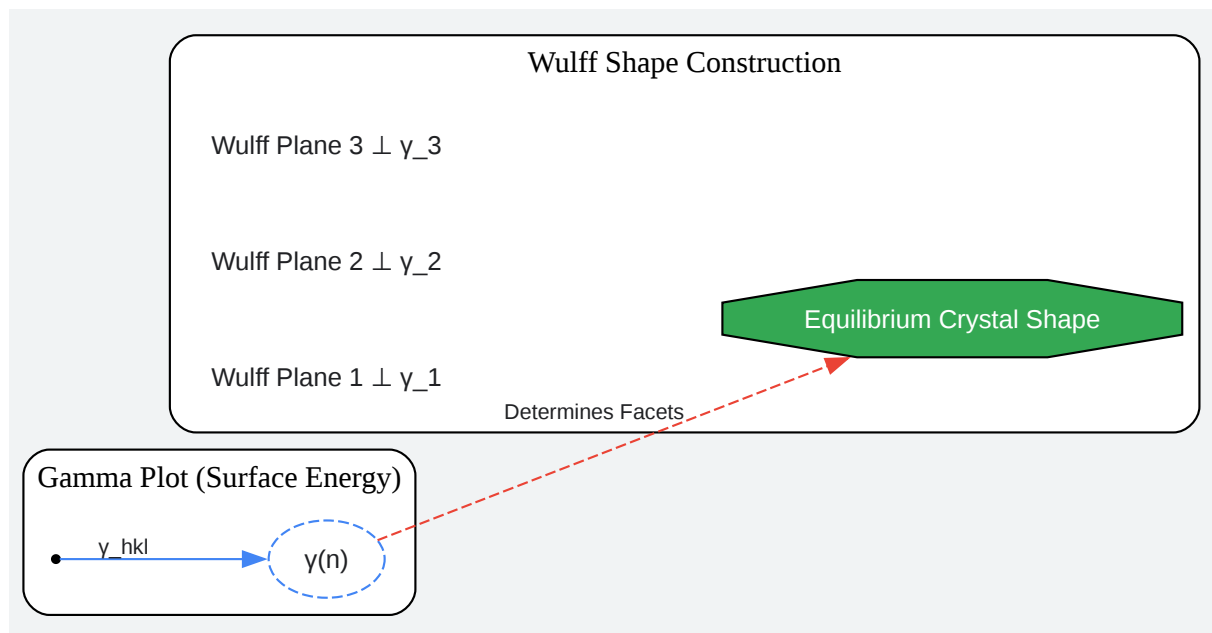 Wulff Shape Construction
Wulff Plane 3 ⊥ γ_3
Wulff Plane 2 ⊥ γ_2
Equilibrium Crystal Shape
Wulff Plane 1 ⊥ γ_1
Determines Facets
Gamma Plot (Surface Energy)
γ_hkl
γ(n)